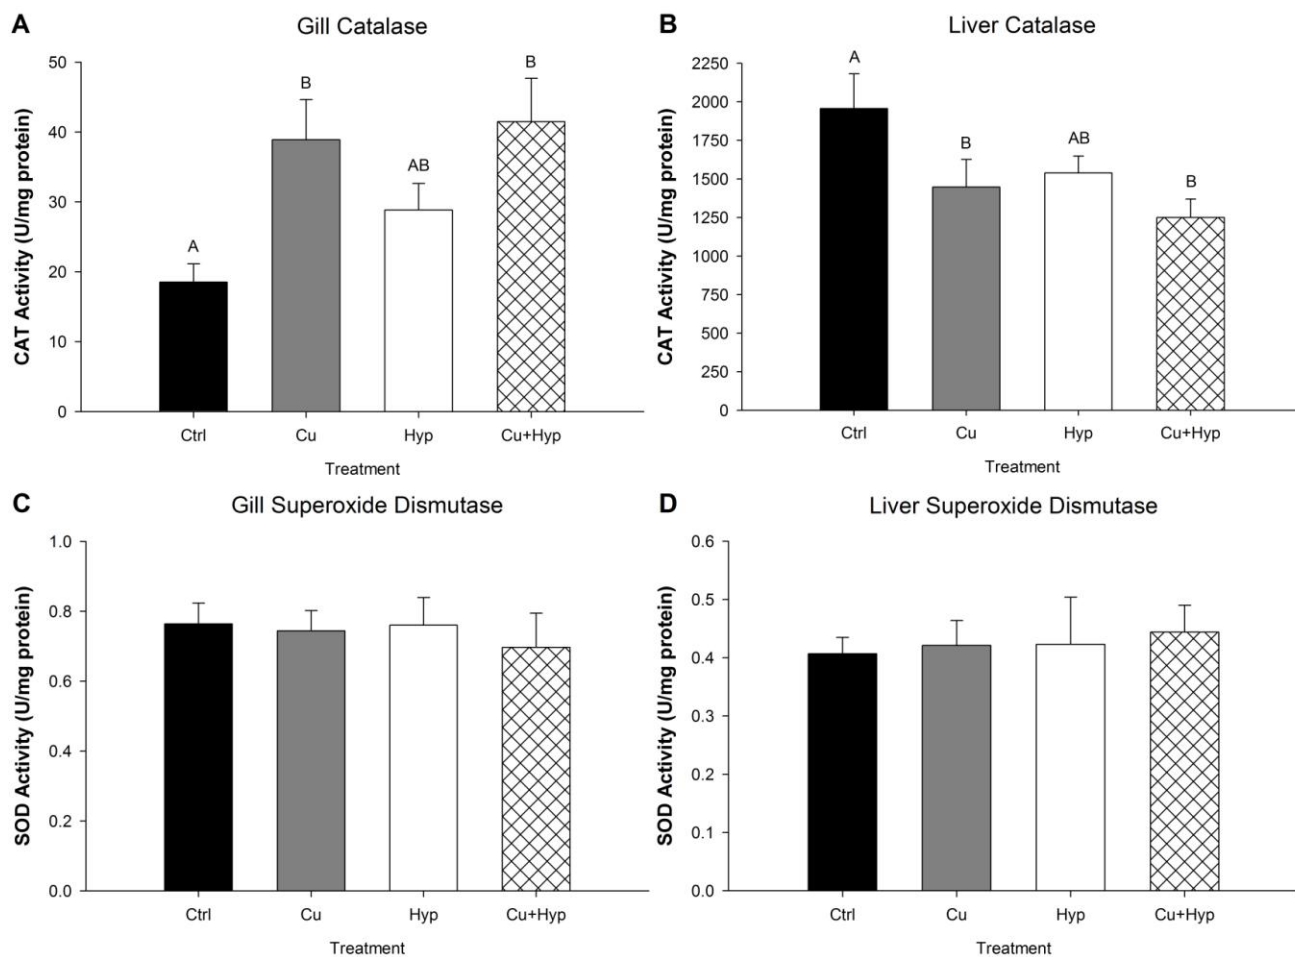 A
Gill Catalase
CAT Activity (U/mg protein)
50
40
30
20
10
0
A
B
AB
B
Ctrl Cu Hyp Cu+Hyp
Treatment
B
Liver Catalase
CAT Activity (U/mg protein)
2250
2000
1750
1500
1250
1000
750
500
250
0
A
B
AB
B
Ctrl Cu Hyp Cu+Hyp
Treatment
C
Gill Superoxide Dismutase
SOD Activity (U/mg protein)
1.0
0.8
0.6
0.4
0.2
0.0
Ctrl Cu Hyp Cu+Hyp
Treatment
D
Liver Superoxide Dismutase
SOD Activity (U/mg protein)
0.6
0.5
0.4
0.3
0.2
0.1
0.0
Ctrl Cu Hyp Cu+Hyp
Treatment